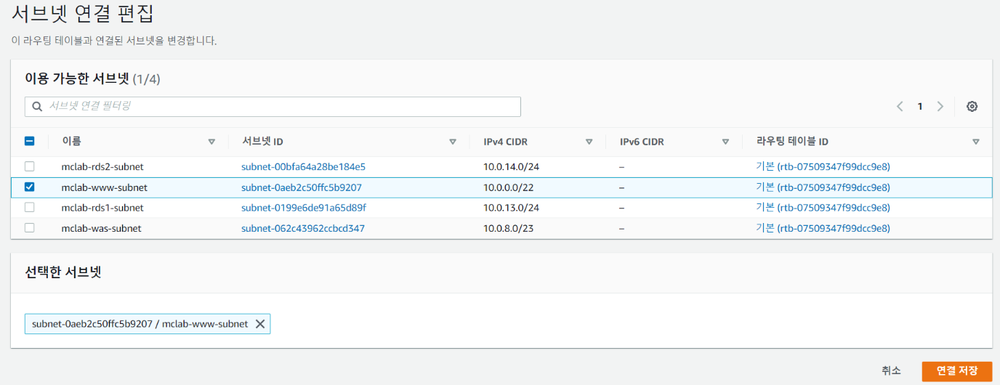 서브넷 연결 편집
이 라우팅 테이블과 연결된 서브넷을 변경합니다.
이용 가능한 서브넷 (1/4)
서브넷 연결 필터링
1
이름 서브넷 ID IPv4 CIDR IPv6 CIDR 라우팅 테이블 ID
mclab-rds2-subnet subnet-00bfa64a28be184e5 10.0.14.0/24 – 기본 (rtb-07509347f99dcc9e8)
mclab-www-subnet subnet-0aeb2c50ffc5b9207 10.0.0.0/22 – 기본 (rtb-07509347f99dcc9e8)
mclab-rds1-subnet subnet-0199e6de91a65d89f 10.0.13.0/24 – 기본 (rtb-07509347f99dcc9e8)
mclab-was-subnet subnet-062c43962ccbcd347 10.0.8.0/23 – 기본 (rtb-07509347f99dcc9e8)
선택한 서브넷
subnet-0aeb2c50ffc5b9207 / mclab-www-subnet
취소 연결 저장